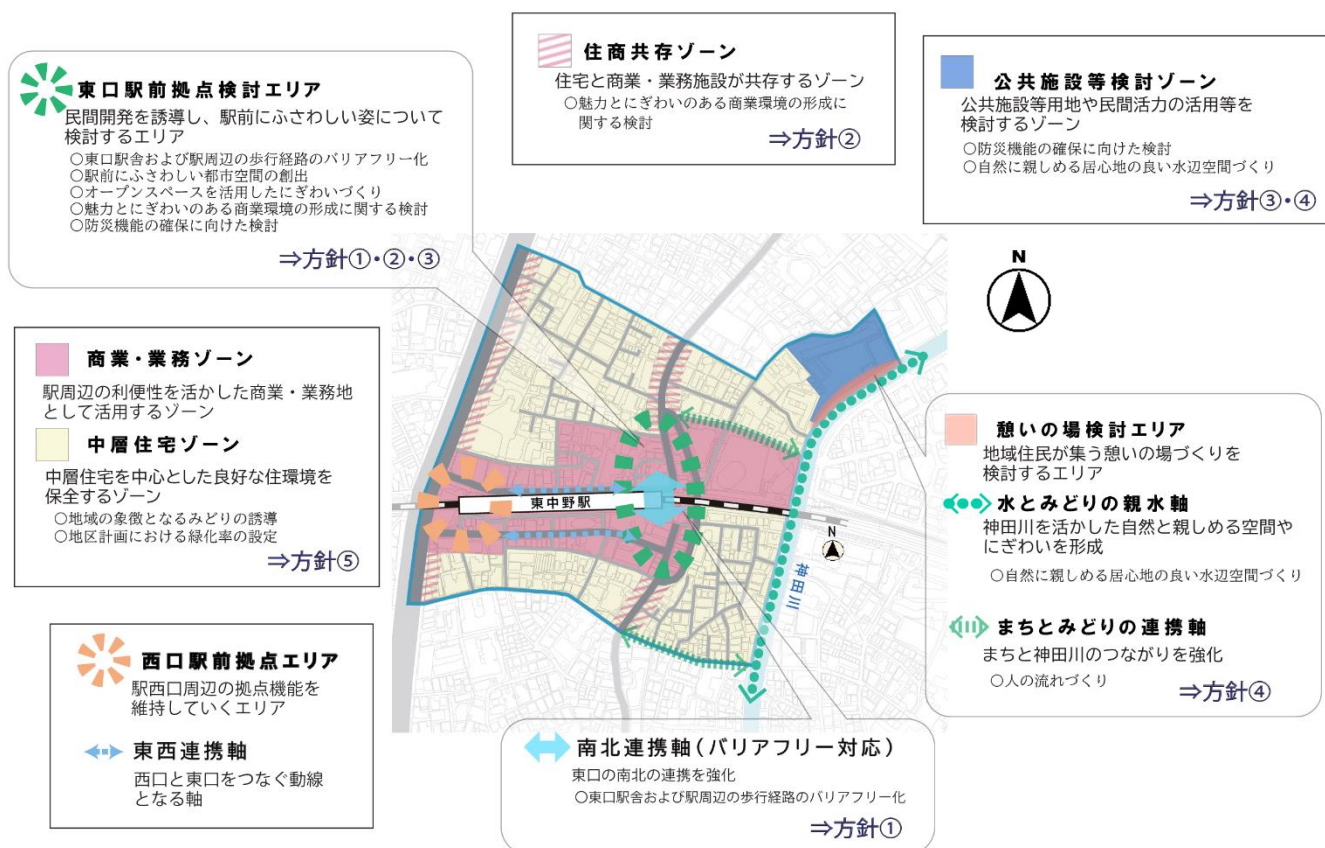 東口駅前拠点検討エリア
民間開発を誘導し、駅前にふさわしい姿について
検討するエリア
○東口駅舎および駅周辺の歩行経路のバリアフリー化
○駅前にふさわしい都市空間の創出
○オープンスペースを活用したにぎわいづくり
○魅力とにぎわいのある商業環境の形成に関する検討
○防災機能の確保に向けた検討
⇒方針①・②・③
住商共存ゾーン
住宅と商業・業務施設が共存するゾーン
○魅力とにぎわいのある商業環境の形成に
関する検討
⇒方針②
公共施設等検討ゾーン
公共施設等用地や民間活力の活用等を
検討するゾーン
○防災機能の確保に向けた検討
○自然に親しめる居心地の良い水辺空間づくり
⇒方針③・④
N
商業・業務ゾーン
駅周辺の利便性を活かした商業・業務地
として活用するゾーン
中層住宅ゾーン
中層住宅を中心とした良好な住環境を
保全するゾーン
○地域の象徴となるみどりの誘導
○地区計画における緑化率の設定
⇒方針⑤
東中野駅
N
神田川
憩いの場検討エリア
地域住民が集う憩いの場づくりを
検討するエリア
水とみどりの親水軸
神田川を活かした自然と親しめる空間や
にぎわいを形成
○自然に親しめる居心地の良い水辺空間づくり
まちとみどりの連携軸
まちと神田川のつながりを強化
○人の流れづくり
⇒方針④
西口駅前拠点エリア
駅西口周辺の拠点機能を
維持していくエリア
東西連携軸
西口と東口をつなぐ動線
となる軸
南北連携軸(バリアフリー対応)
東口の南北の連携を強化
○東口駅舎および駅周辺の歩行経路のバリアフリー化
⇒方針①